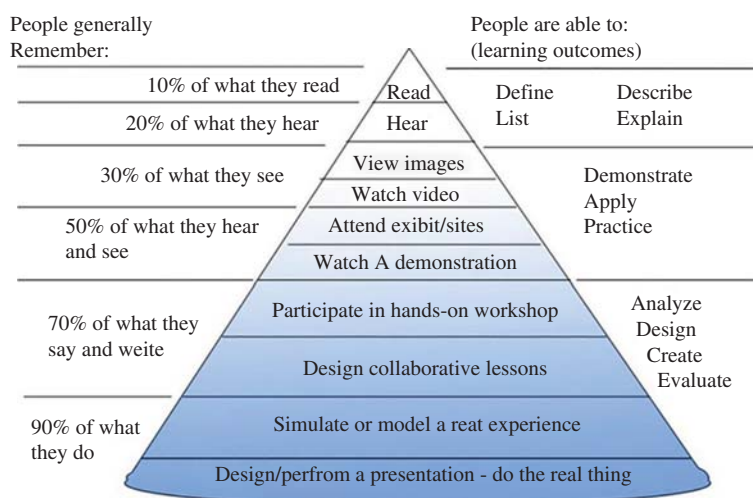 People generally
Remember:
People are able to:
(learning outcomes)
10% of what they read
Read
Define
Describe
List
Explain
20% of what they hear
Hear
30% of what they see
View images
Watch video
Demonstrate
Apply
Practice
50% of what they hear
and see
Attend exibit/sites
Watch A demonstration
70% of what they
say and weite
Participate in hands-on workshop
Design collaborative lessons
Analyze
Design
Create
Evaluate
90% of what
they do
Simulate or model a reat experience
Design/perfrom a presentation - do the real thing